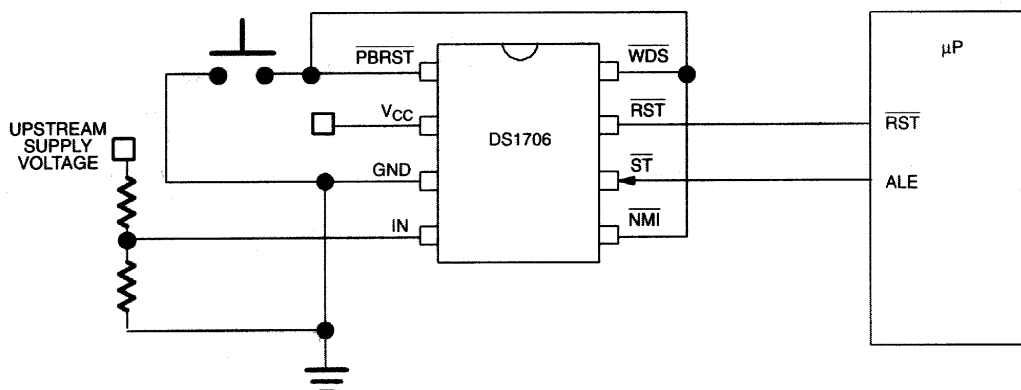 PBRST
WDS
µP
VCC
RST
RST
UPSTREAM
SUPPLY
VOLTAGE
DS1706
GND
ST
ALE
IN
NMI